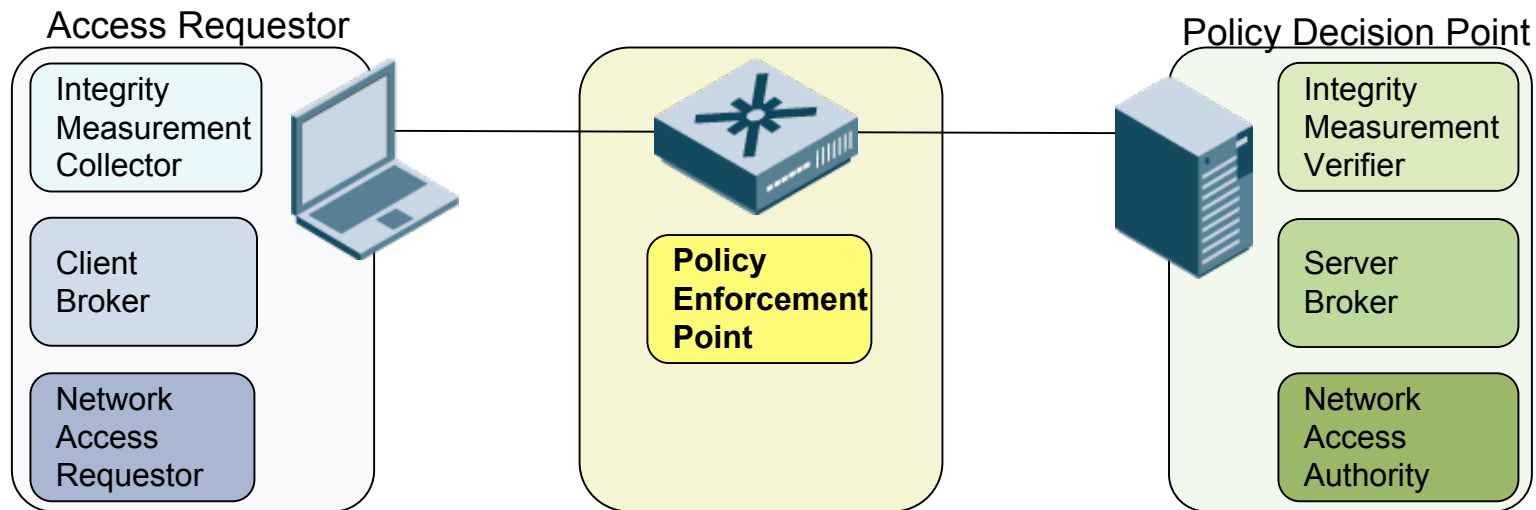 Access Requestor
Integrity
Measurement
Collector
Client
Broker
Network
Access
Requestor
Policy
Enforcement
Point
Policy Decision Point
Integrity
Measurement
Verifier
Server
Broker
Network
Access
Authority